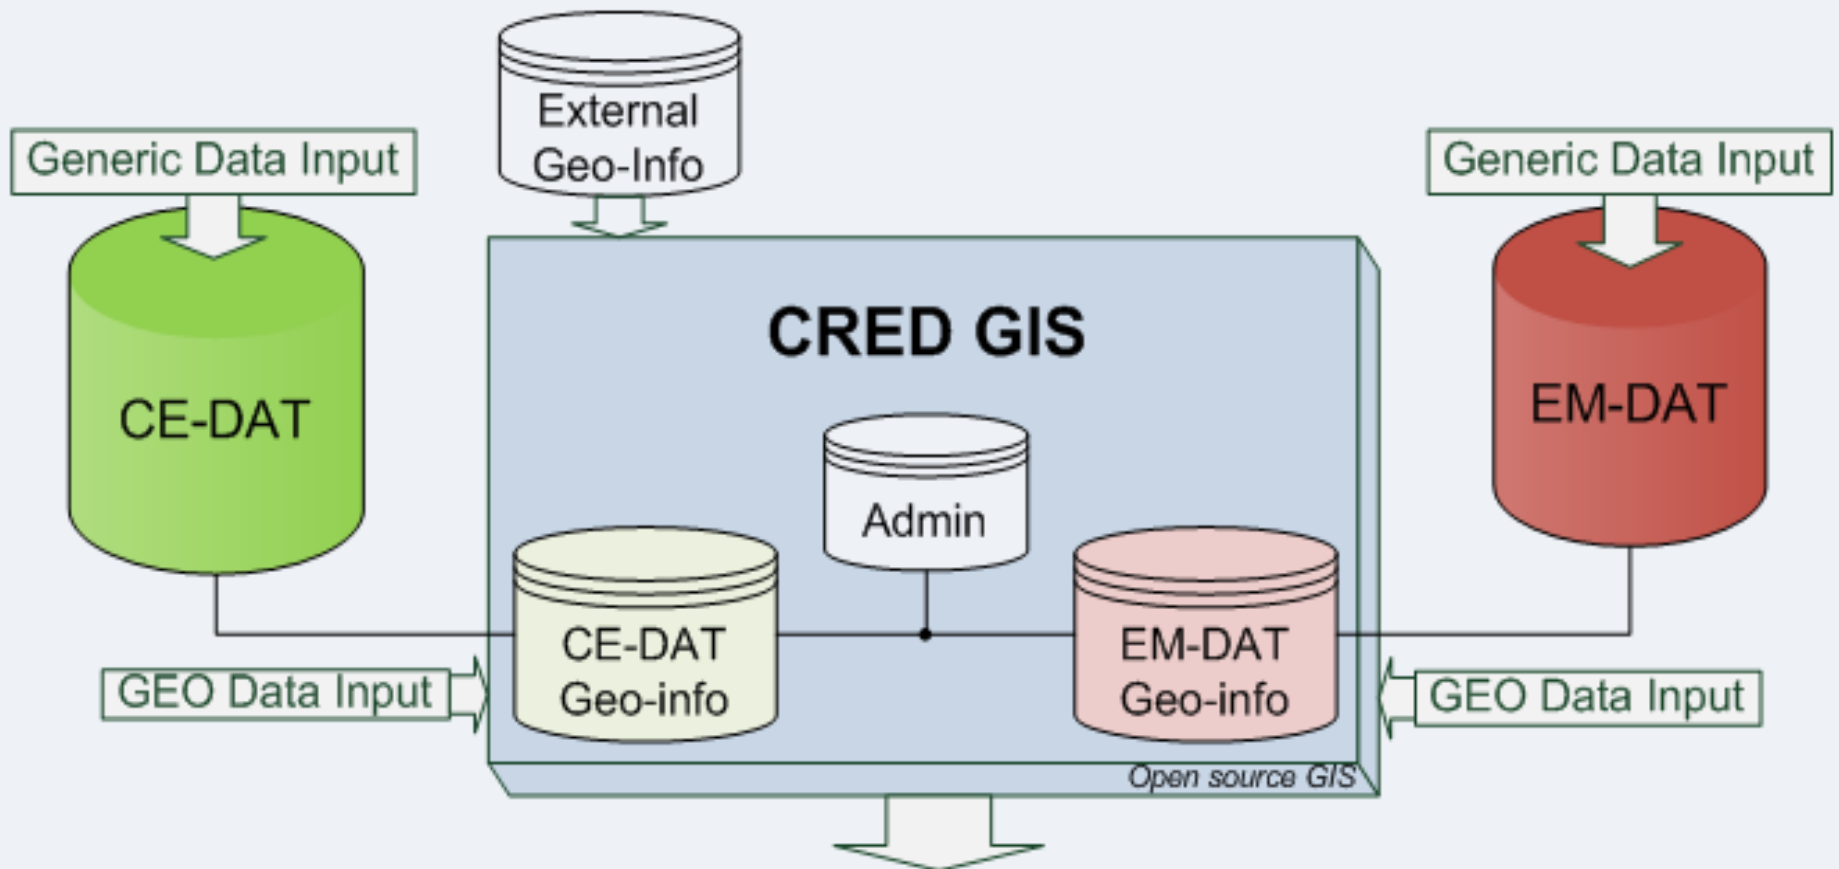 External
Geo-Info
Generic Data Input
Generic Data Input
CRED GIS
CE-DAT
EM-DAT
Admin
CE-DAT
Geo-info
EM-DAT
Geo-info
GEO Data Input
GEO Data Input
Open source GIS